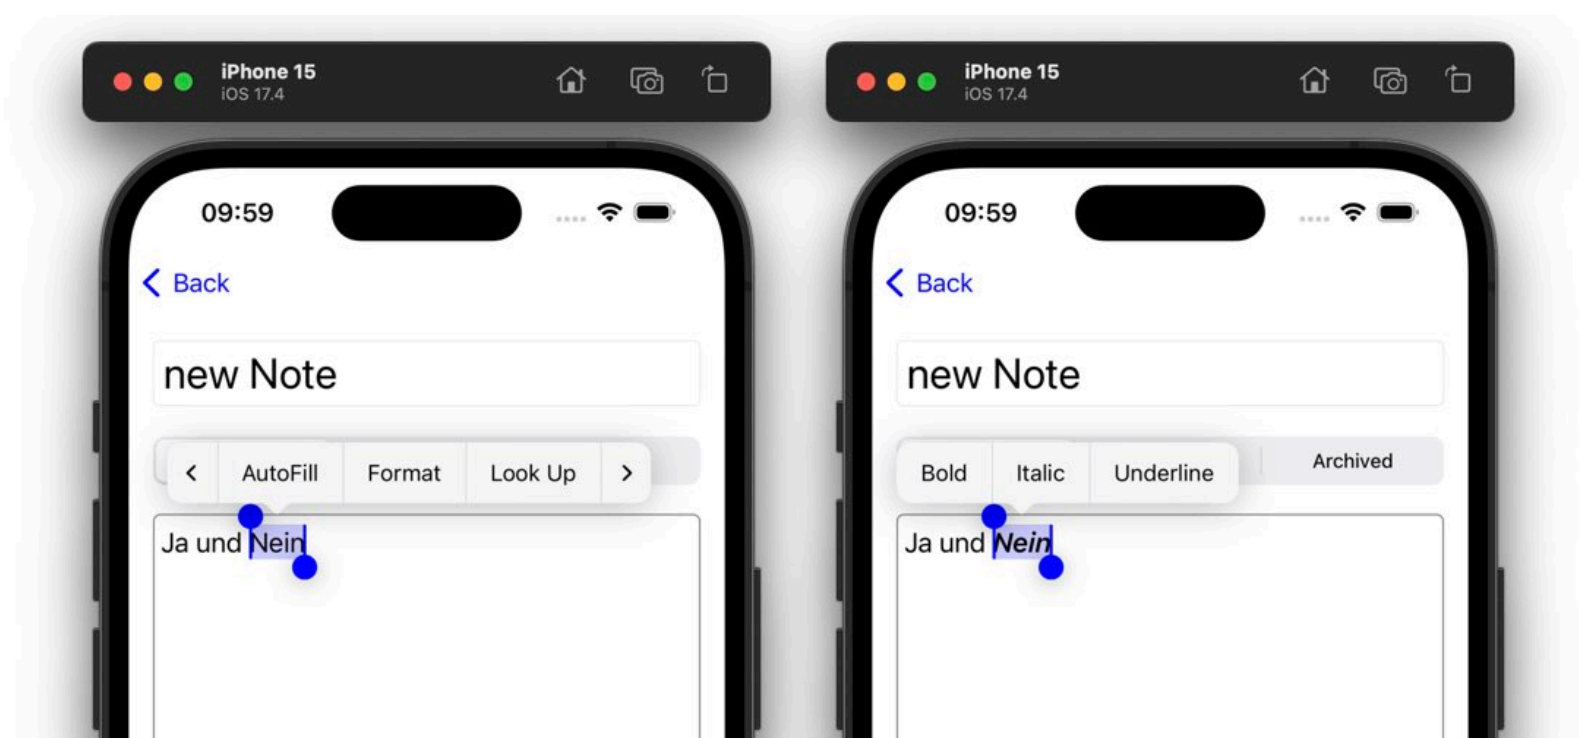 iPhone 15
iOS 17.4
09:59
Back
new Note
AutoFill Format Look Up
Ja und Nein
iPhone 15
iOS 17.4
09:59
Back
new Note
Bold Italic Underline Archived
Ja und Nein